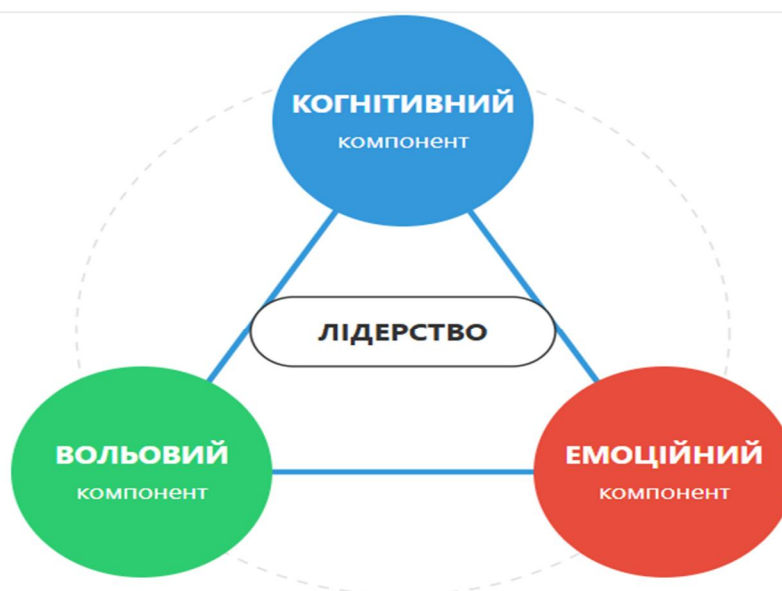 КОГНІТИВНИЙ
компонент
ЛІДЕРСТВО
ВОЛЬОВИЙ
компонент
ЕМОЦІЙНИЙ
компонент